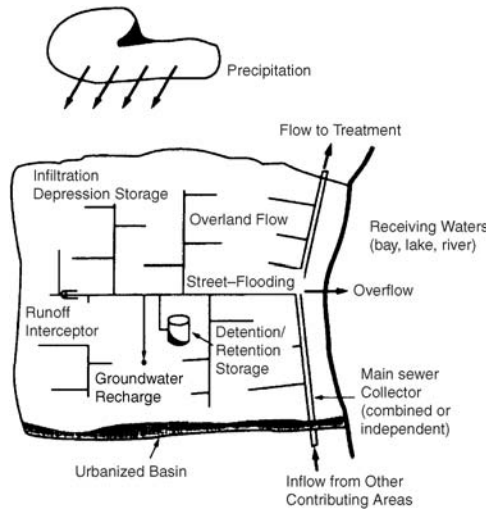 Precipitation
Flow to Treatment
Infiltration
Depression Storage
Overland Flow
Receiving Waters
(bay, lake, river)
Street–Flooding
Overflow
Runoff
Interceptor
Detention/
Retention
Storage
Groundwater
Recharge
Main sewer
Collector
(combined or
independent)
Urbanized Basin
Inflow from Other
Contributing Areas